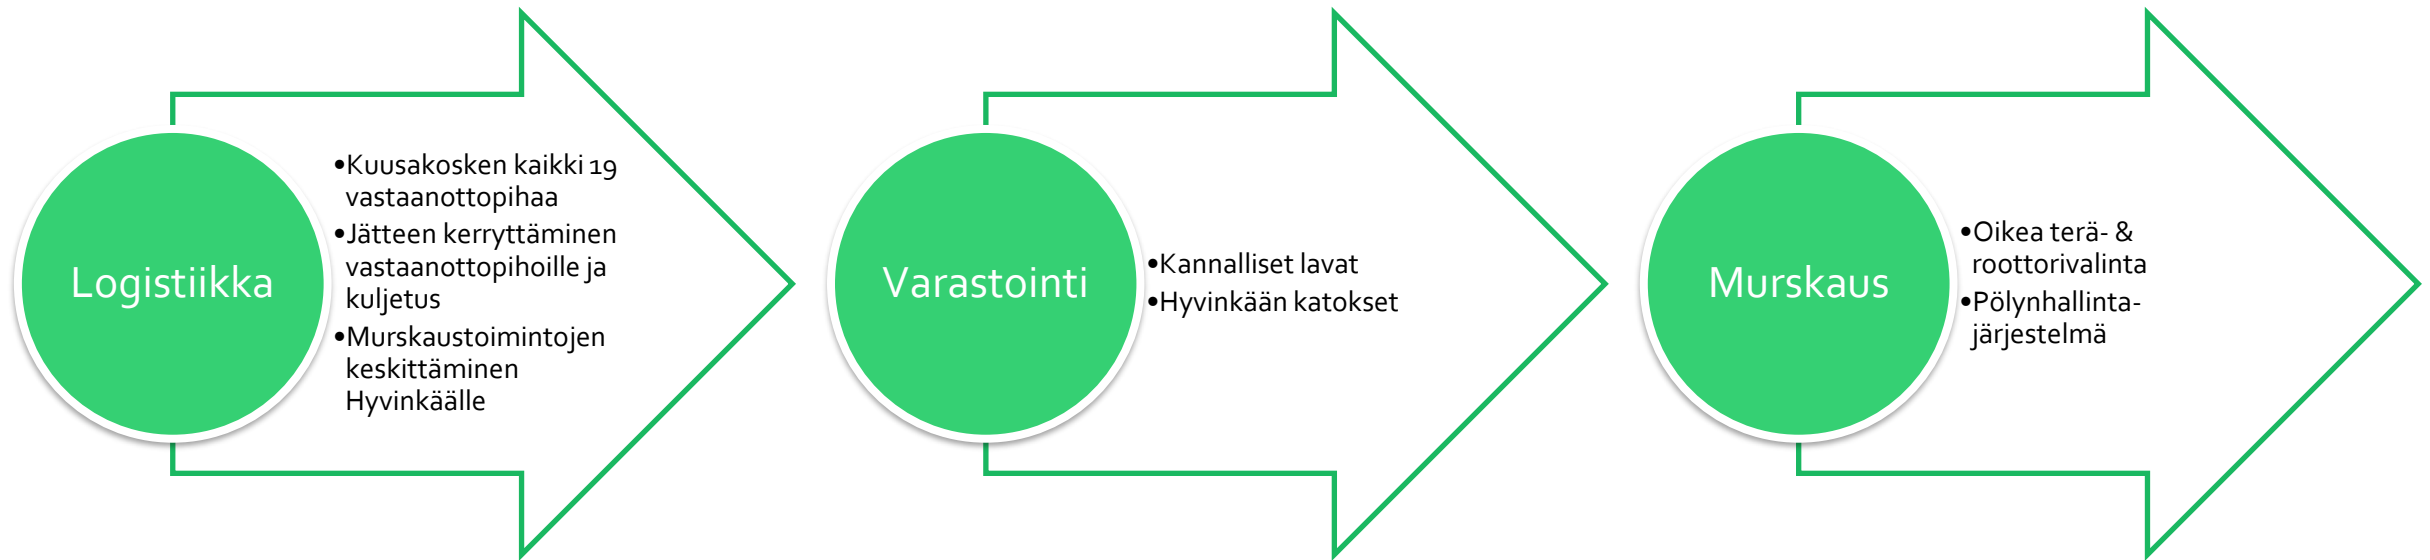 Logistiikka
•Kuusakosken kaikki 19
vastaanottopihaa
•Jätteen kerryttäminen
vastaanottopihoille ja
kuljetus
•Murskaustoimintojen
keskittäminen
Hyvinkäälle
Varastointi
•Kannalliset lavat
•Hyvinkään katokset
Murskaus
•Oikea terä- &
roottorivalinta
•Pölynhallinta-
järjestelmä